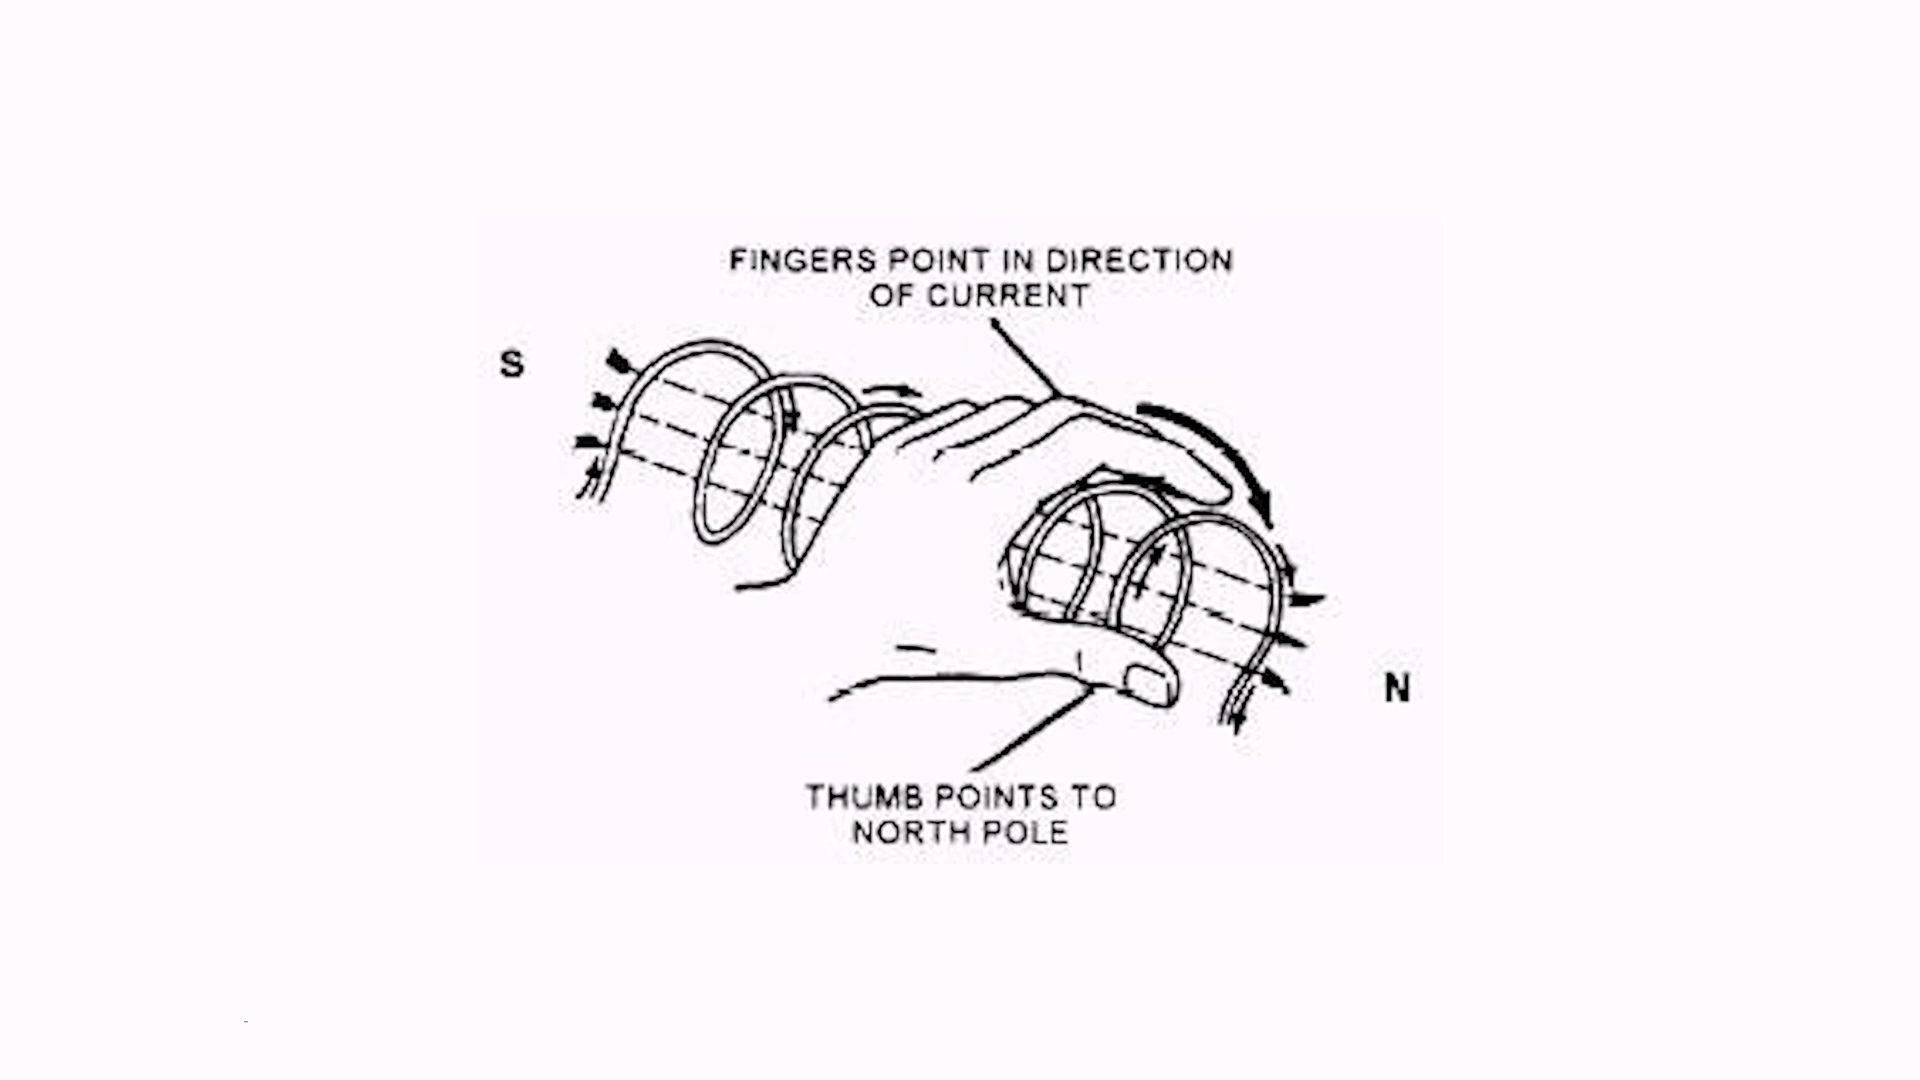 FINGERS POINT IN DIRECTION
OF CURRENT
S
N
THUMB POINTS TO
NORTH POLE